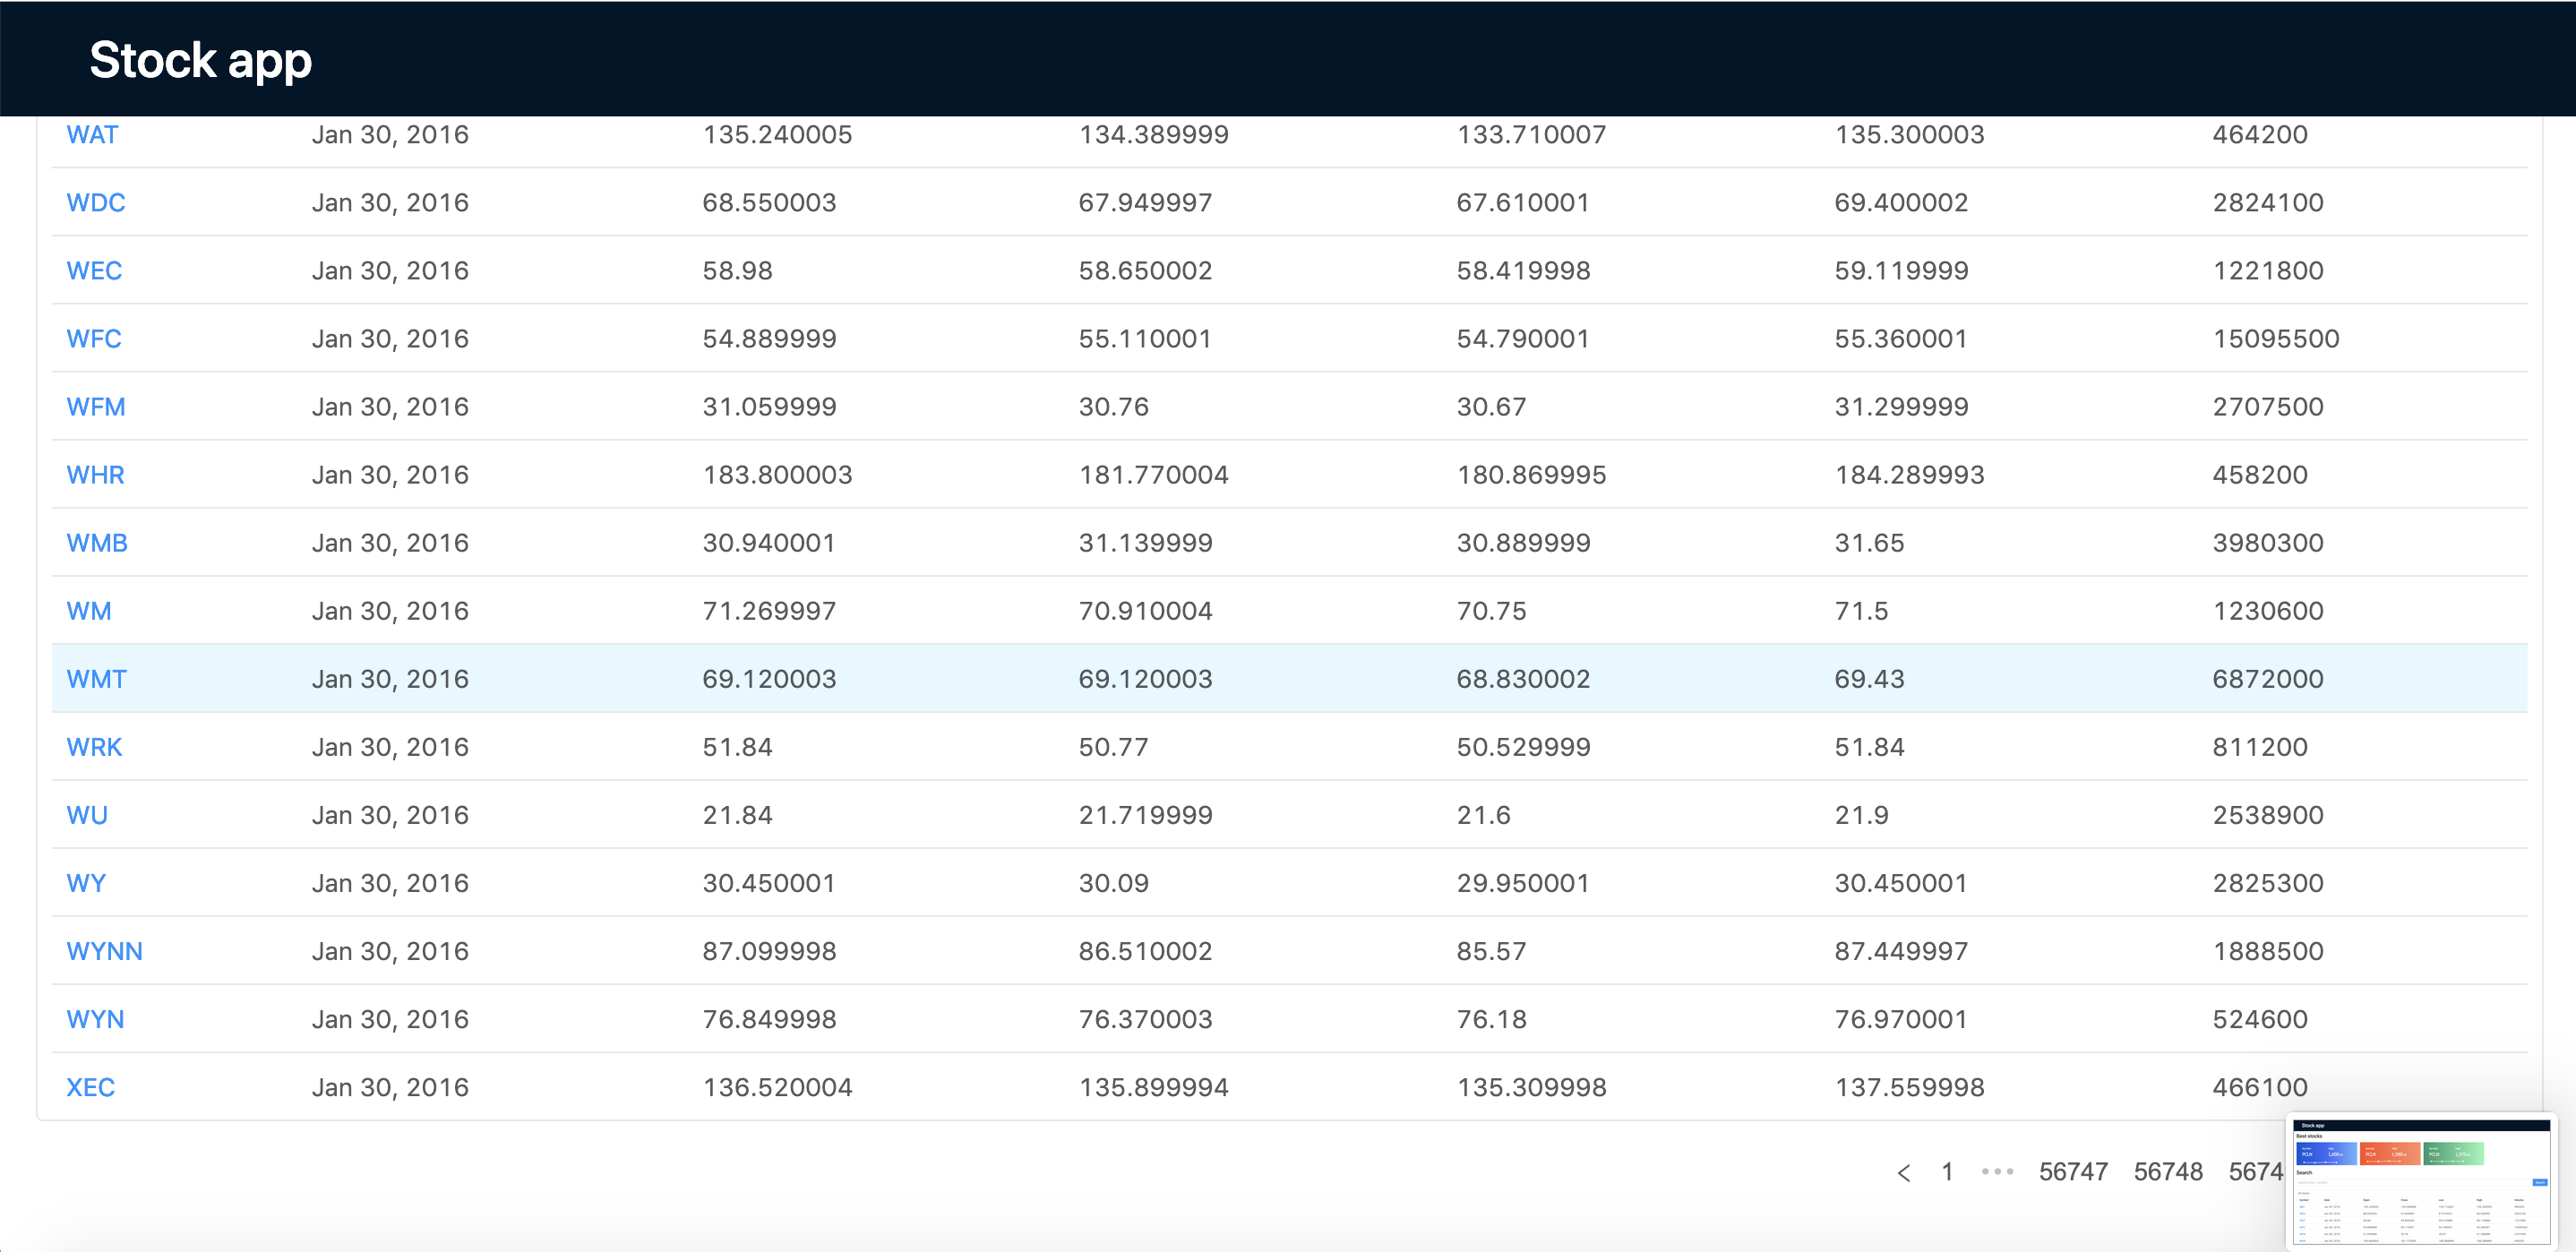 Stock app
WAT Jan 30, 2016 135.240005 134.389999 133.710007 135.300003 464200
WDC Jan 30, 2016 68.550003 67.949997 67.610001 69.400002 2824100
WEC Jan 30, 2016 58.98 58.650002 58.419998 59.119999 1221800
WFC Jan 30, 2016 54.889999 55.110001 54.790001 55.360001 15095500
WFM Jan 30, 2016 31.059999 30.76 30.67 31.299999 2707500
WHR Jan 30, 2016 183.800003 181.770004 180.869995 184.289993 458200
WMB Jan 30, 2016 30.940001 31.139999 30.889999 31.65 3980300
WM Jan 30, 2016 71.269997 70.910004 70.75 71.5 1230600
WMT Jan 30, 2016 69.120003 69.120003 68.830002 69.43 6872000
WRK Jan 30, 2016 51.84 50.77 50.529999 51.84 811200
WU Jan 30, 2016 21.84 21.719999 21.6 21.9 2538900
WY Jan 30, 2016 30.450001 30.09 29.950001 30.450001 2825300
WYNN Jan 30, 2016 87.099998 86.510002 85.57 87.449997 1888500
WYN Jan 30, 2016 76.849998 76.370003 76.18 76.970001 524600
XEC Jan 30, 2016 136.520004 135.899994 135.309998 137.559998 466100
< 1 ••• 56747 56748 5674
Stock app
Best stocks
PCLN PCLN PCLN
Search